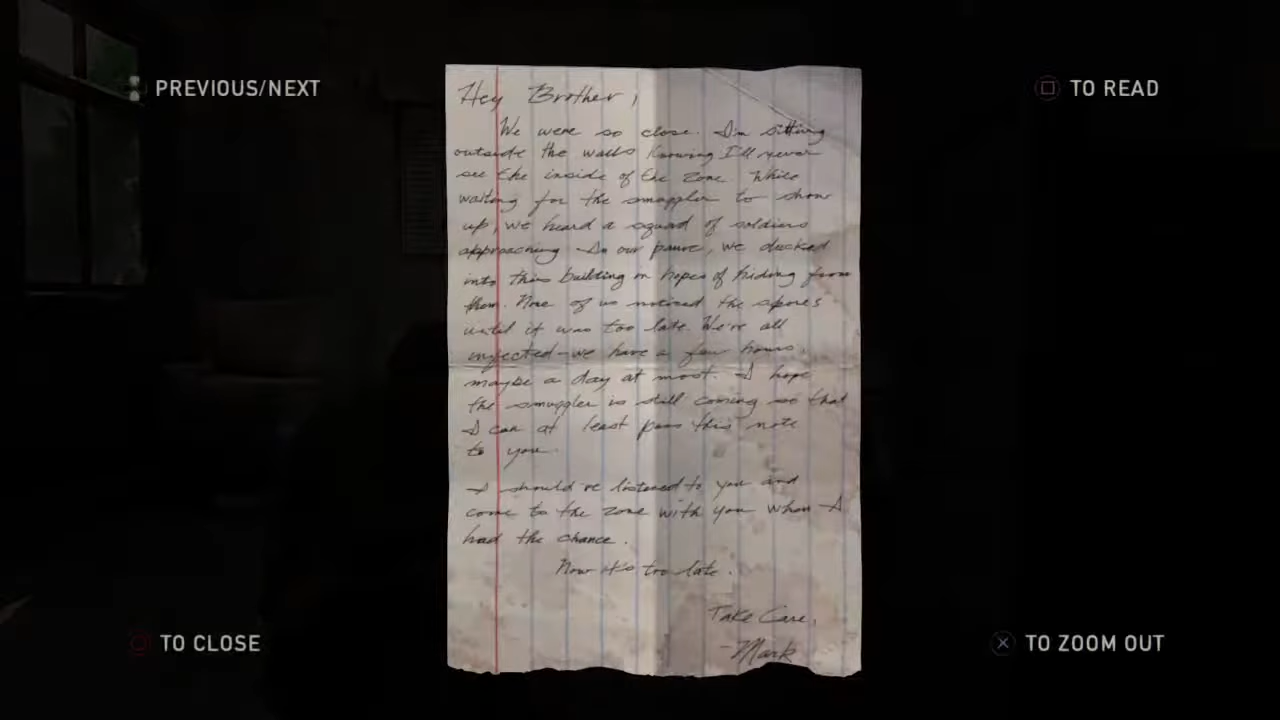 PREVIOUS/NEXT
TO READ
Hey Brother,
We were so close. I'm sitting
outside the walls knowing I'll never
see the inside of the zone. While
waiting for the smuggler to show
up, we heard a squad of soldiers
approaching. In our panic, we ducked
into this building in hopes of hiding from
them. None of us noticed the spores
until it was too late. We're all
infected - we have a few hours,
maybe a day at most. I hope
the smuggler is still coming so that
I can at least pass this note
to you.
I should've listened to you and
come to the zone with you when I
had the chance.
Now it's too late.
Take Care,
-Mark
TO CLOSE
TO ZOOM OUT